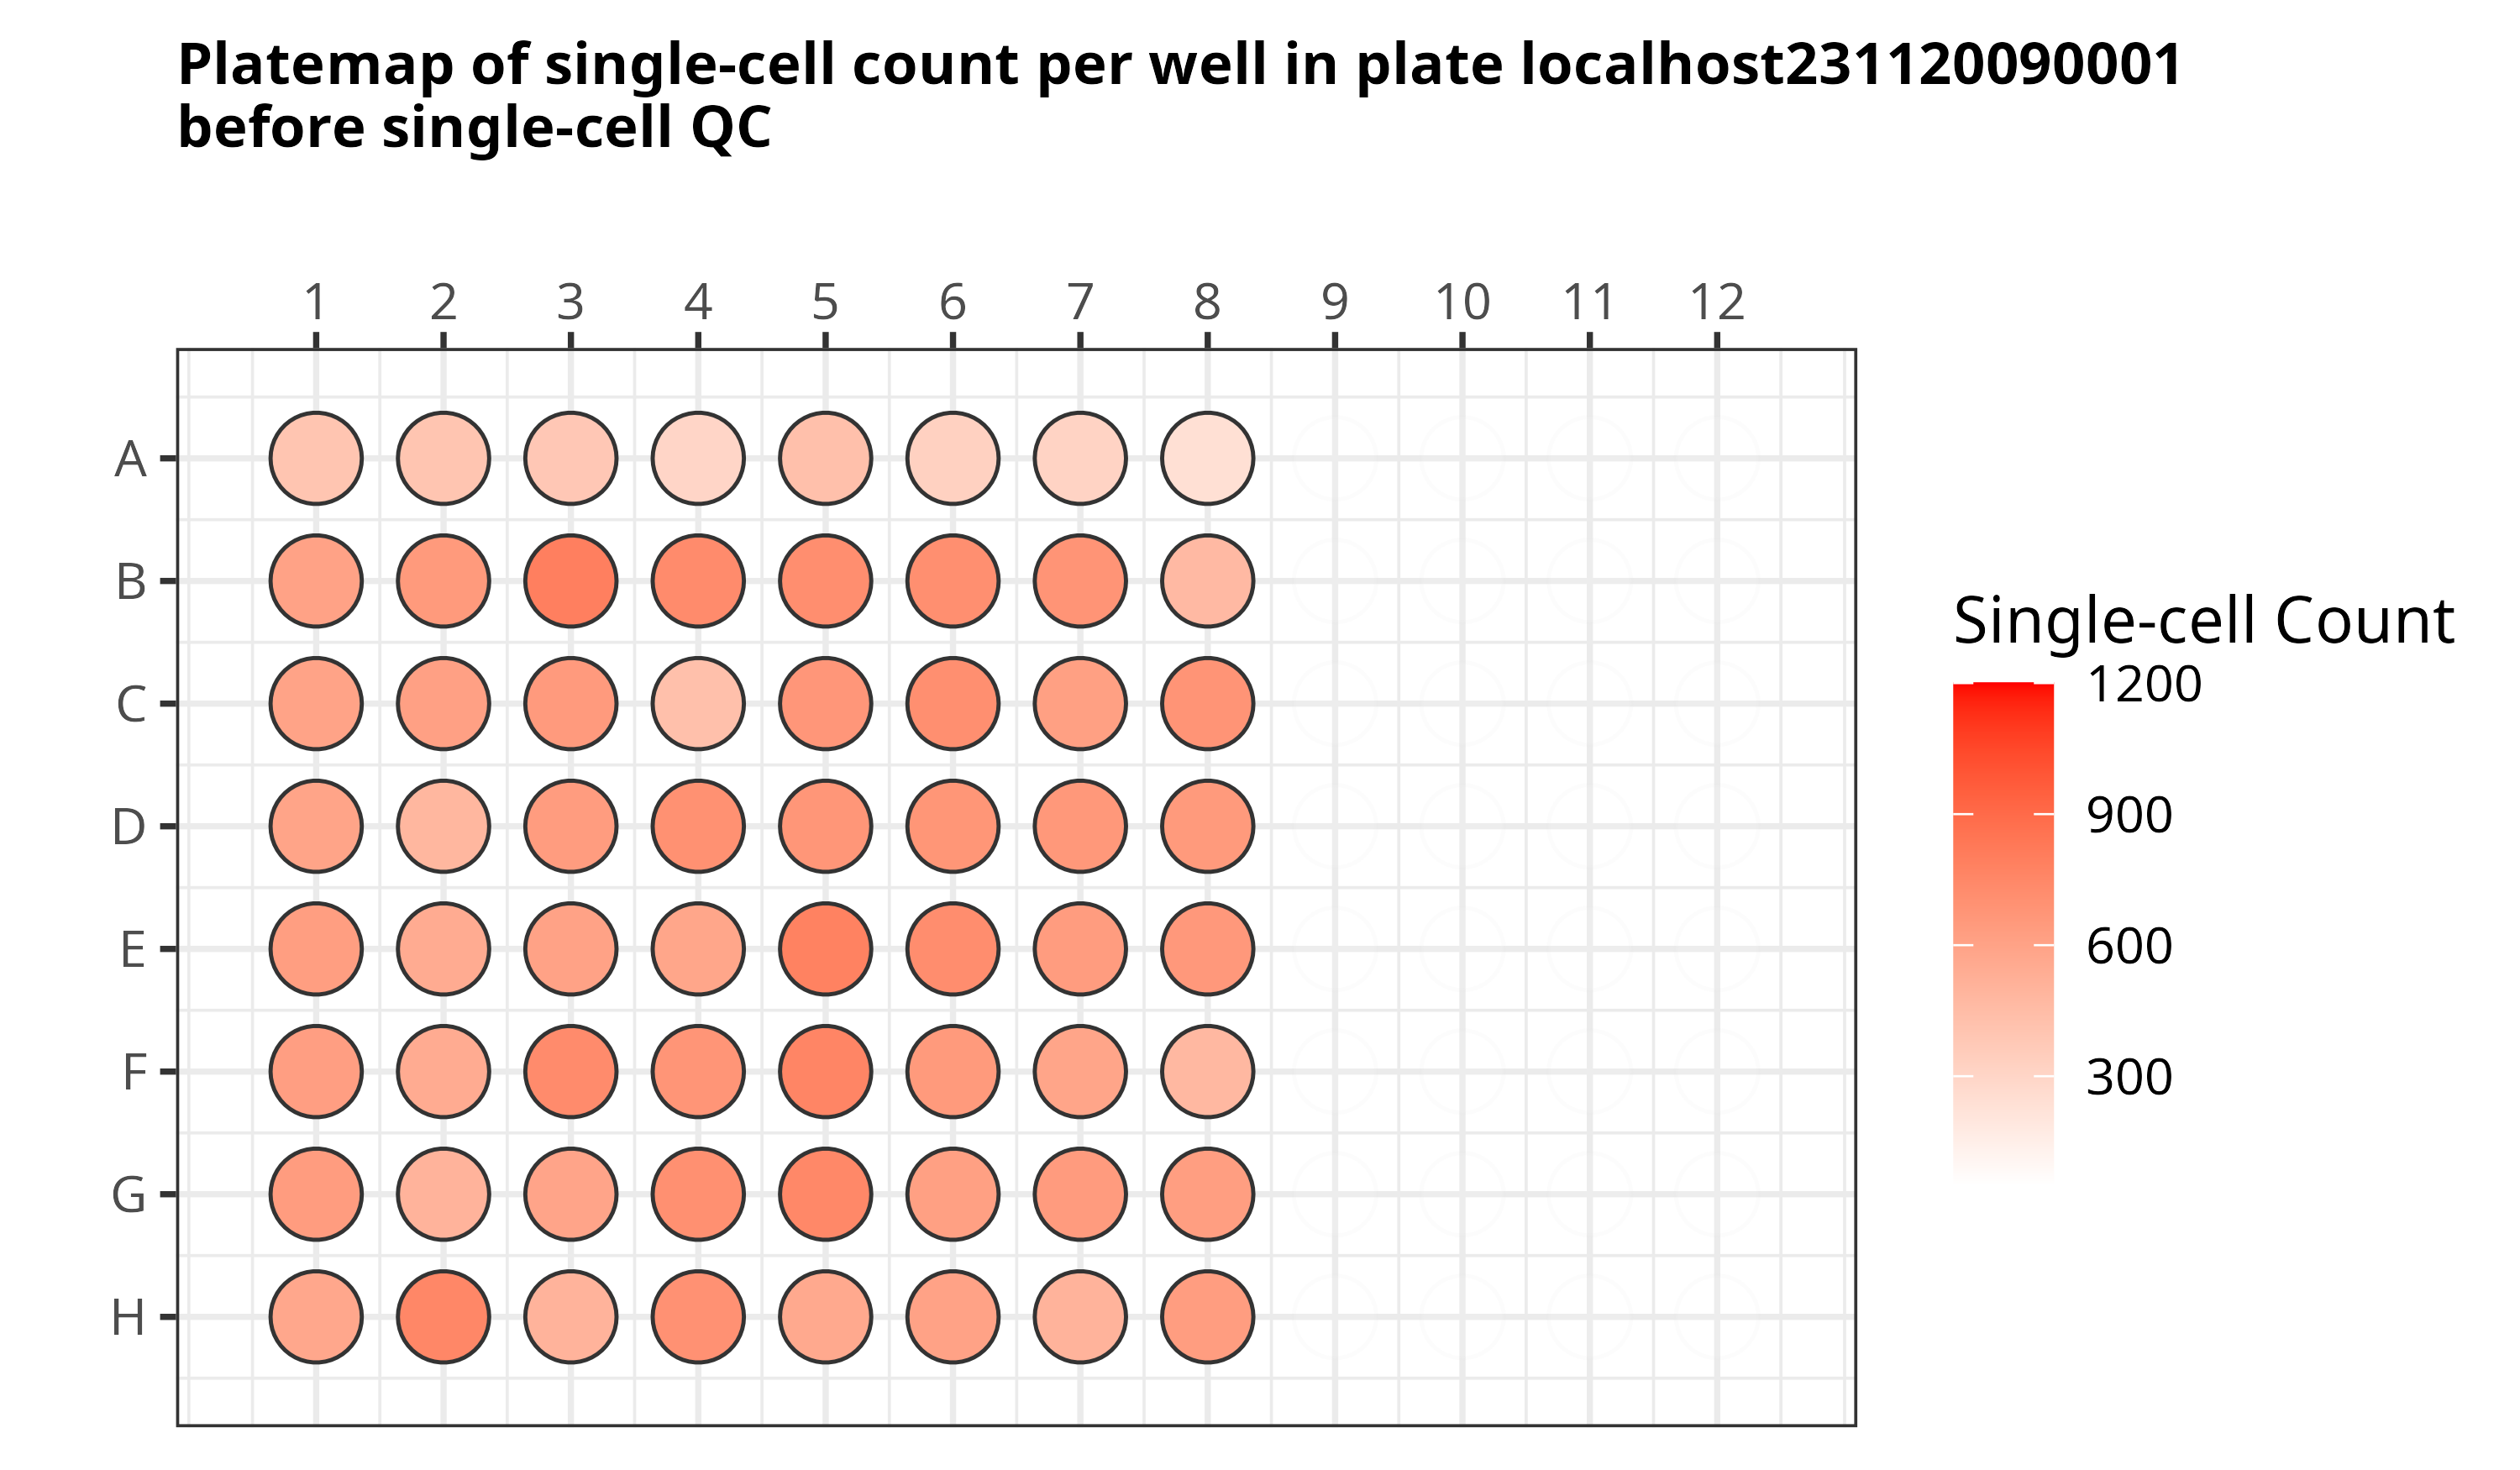 Platemap of single-cell count per well in plate localhost231120090001
before single-cell QC
1 2 3 4 5 6 7 8 9 10 11 12
A
B
C
D
E
F
G
H
Single-cell Count
1200
900
600
300